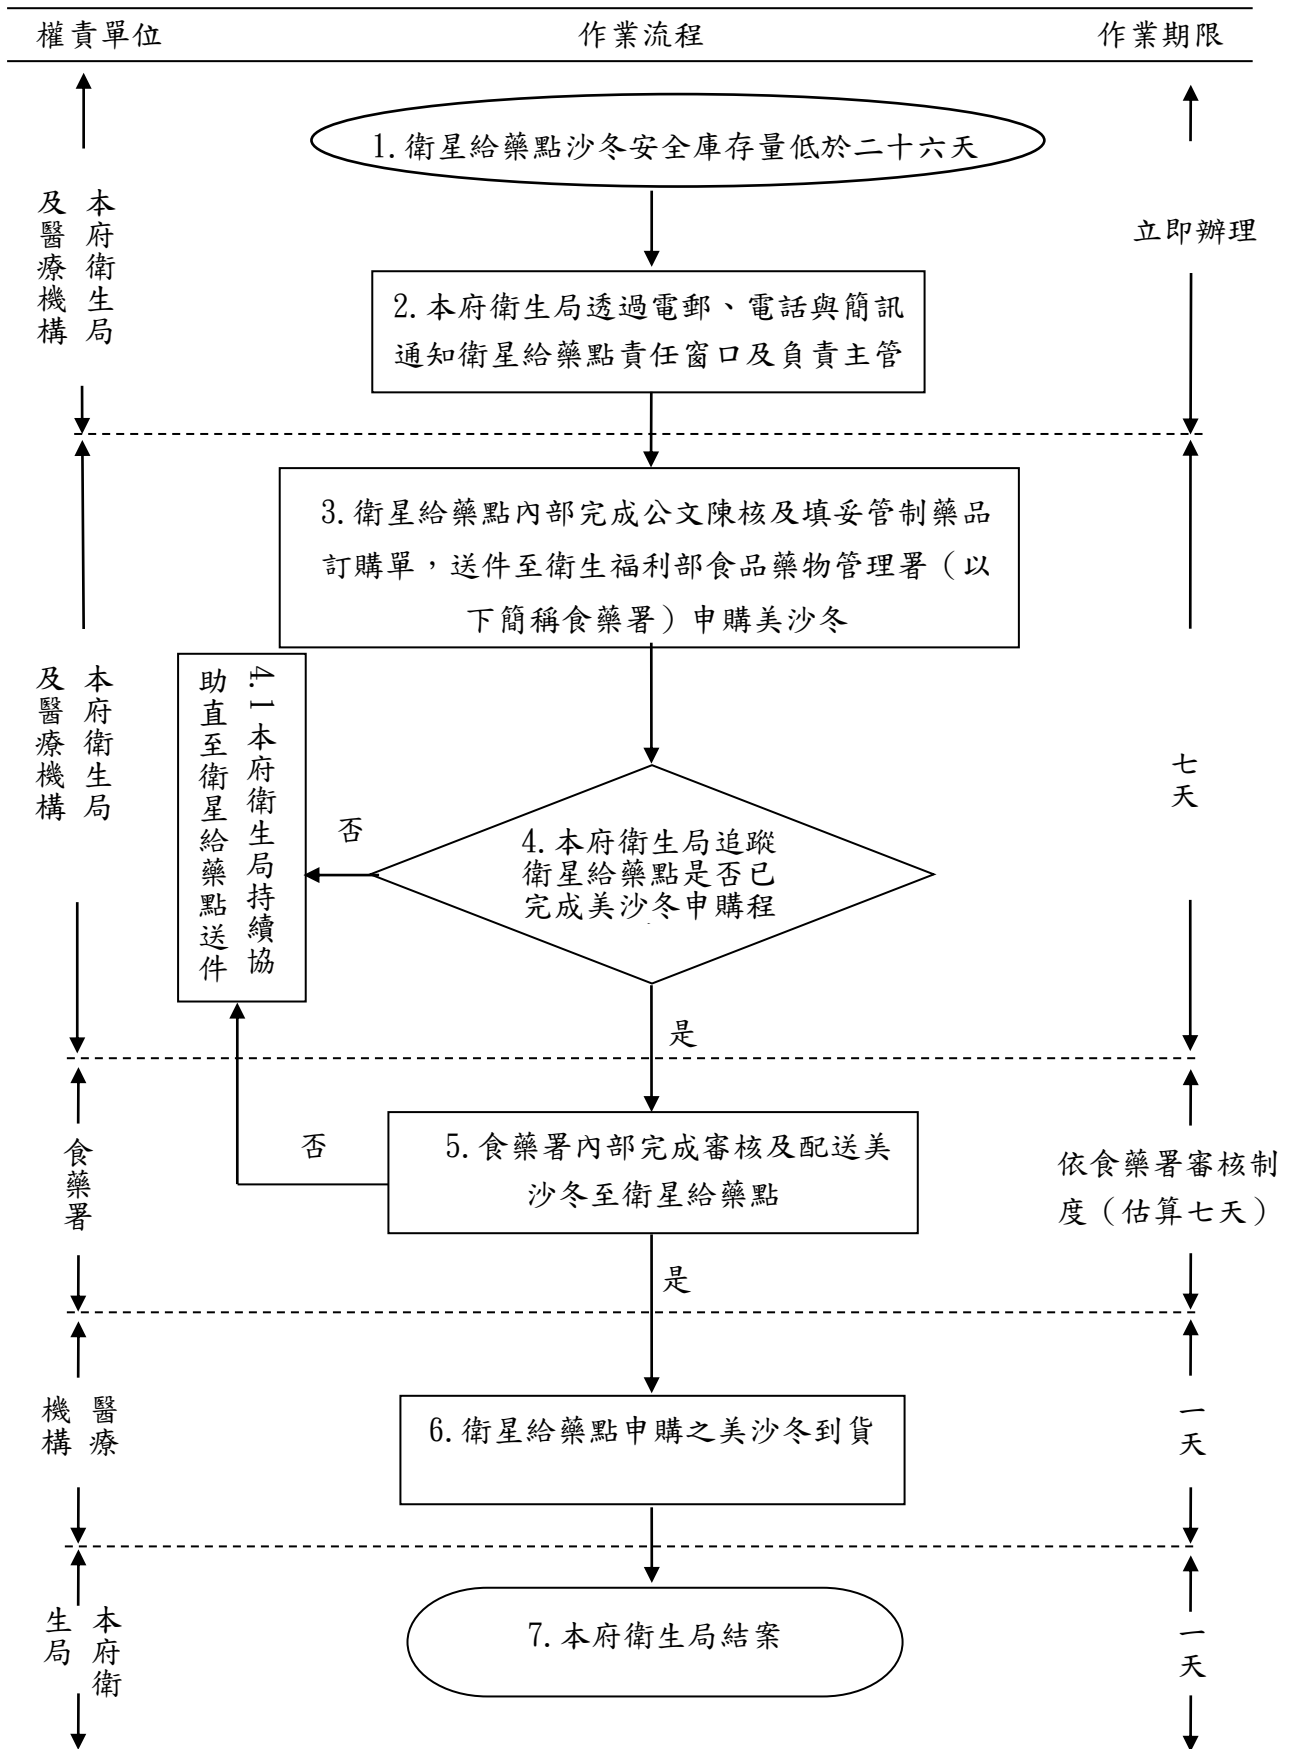 權責單位
作業流程
作業期限
1.衛星給藥點沙冬安全庫存量低於二十六天
本府衛生局
及醫療機構
立即辦理
2.本府衛生局透過電郵、電話與簡訊
通知衛星給藥點責任窗口及負責主管
3.衛星給藥點內部完成公文陳核及填妥管制藥品
訂購單，送件至衛生福利部食品藥物管理署（以
下簡稱食藥署）申購美沙冬
本府衛生局
及醫療機構
4.1本府衛生局持續協
助直至衛星給藥點送件
否
4.本府衛生局追蹤
衛星給藥點是否已
完成美沙冬申購程
七天
是
食藥署
否
5.食藥署內部完成審核及配送美
沙冬至衛星給藥點
依食藥署審核制
度（估算七天）
是
醫療
機構
6.衛星給藥點申購之美沙冬到貨
一天
本府衛
生局
7.本府衛生局結案
一天